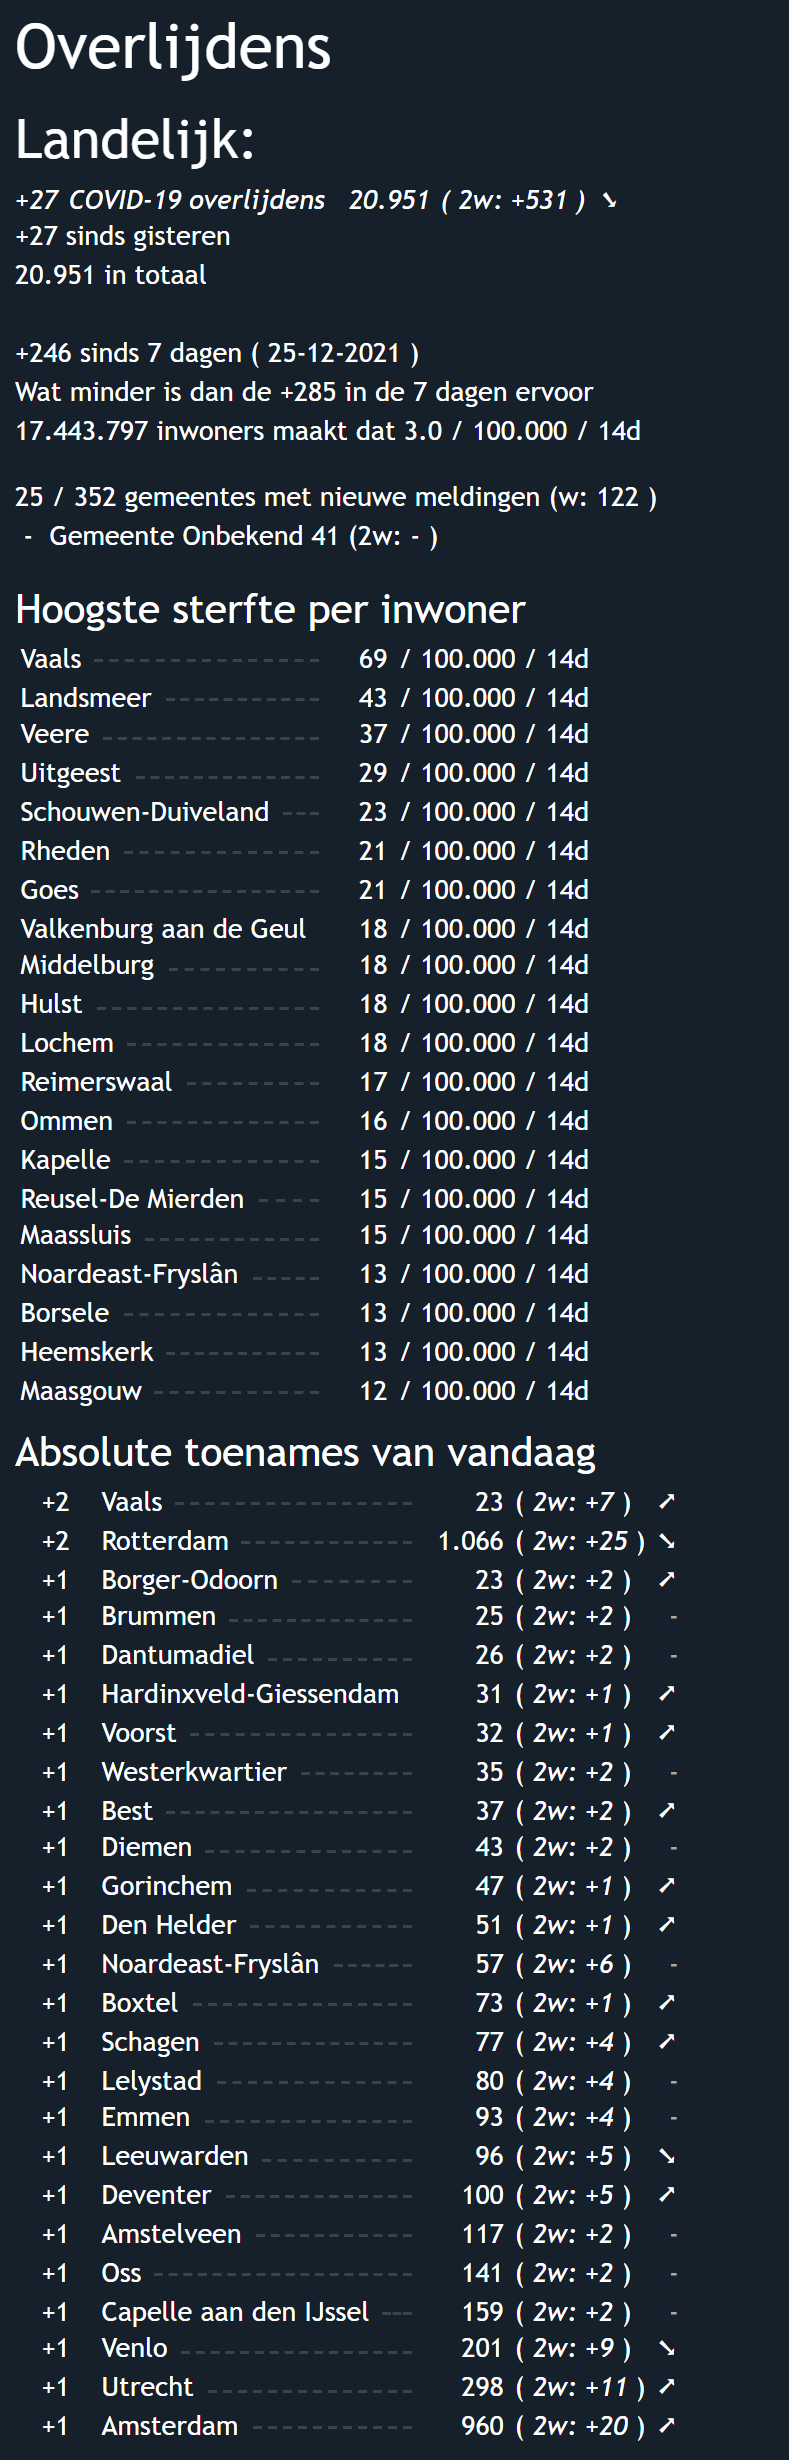 Overlijdens
Landelijk:
+27 COVID-19 overlijdens 20.951 ( 2w: +531 ) ➘
+27 sinds gisteren
20.951 in totaal
+246 sinds 7 dagen ( 25-12-2021 )
Wat minder is dan de +285 in de 7 dagen ervoor
17.443.797 inwoners maakt dat 3.0 / 100.000 / 14d
25 / 352 gemeentes met nieuwe meldingen (w: 122 )
- Gemeente Onbekend 41 (2w: - )
Hoogste sterfte per inwoner
Vaals 69 / 100.000 / 14d
Landsmeer 43 / 100.000 / 14d
Veere 37 / 100.000 / 14d
Uitgeest 29 / 100.000 / 14d
Schouwen-Duiveland 23 / 100.000 / 14d
Rheden 21 / 100.000 / 14d
Goes 21 / 100.000 / 14d
Valkenburg aan de Geul 18 / 100.000 / 14d
Middelburg 18 / 100.000 / 14d
Hulst 18 / 100.000 / 14d
Lochem 18 / 100.000 / 14d
Reimerswaal 17 / 100.000 / 14d
Ommen 16 / 100.000 / 14d
Kapelle 15 / 100.000 / 14d
Reusel-De Mierden 15 / 100.000 / 14d
Maassluis 15 / 100.000 / 14d
Noardeast-Fryslân 13 / 100.000 / 14d
Borsele 13 / 100.000 / 14d
Heemskerk 13 / 100.000 / 14d
Maasgouw 12 / 100.000 / 14d
Absolute toenames van vandaag
+2 Vaals 23 ( 2w: +7 ) ➚
+2 Rotterdam 1.066 ( 2w: +25 ) ➘
+1 Borger-Odoorn 23 ( 2w: +2 ) ➚
+1 Brummen 25 ( 2w: +2 ) -
+1 Dantumadiel 26 ( 2w: +2 ) -
+1 Hardinxveld-Giessendam 31 ( 2w: +1 ) ➚
+1 Voorst 32 ( 2w: +1 ) ➚
+1 Westerkwartier 35 ( 2w: +2 ) -
+1 Best 37 ( 2w: +2 ) ➚
+1 Diemen 43 ( 2w: +2 ) -
+1 Gorinchem 47 ( 2w: +1 ) ➚
+1 Den Helder 51 ( 2w: +1 ) ➚
+1 Noardeast-Fryslân 57 ( 2w: +6 ) -
+1 Boxtel 73 ( 2w: +1 ) ➚
+1 Schagen 77 ( 2w: +4 ) ➚
+1 Lelystad 80 ( 2w: +4 ) -
+1 Emmen 93 ( 2w: +4 ) -
+1 Leeuwarden 96 ( 2w: +5 ) ➘
+1 Deventer 100 ( 2w: +5 ) ➚
+1 Amstelveen 117 ( 2w: +2 ) -
+1 Oss 141 ( 2w: +2 ) -
+1 Capelle aan den IJssel 159 ( 2w: +2 ) -
+1 Venlo 201 ( 2w: +9 ) ➘
+1 Utrecht 298 ( 2w: +11 ) ➚
+1 Amsterdam 960 ( 2w: +20 ) ➚